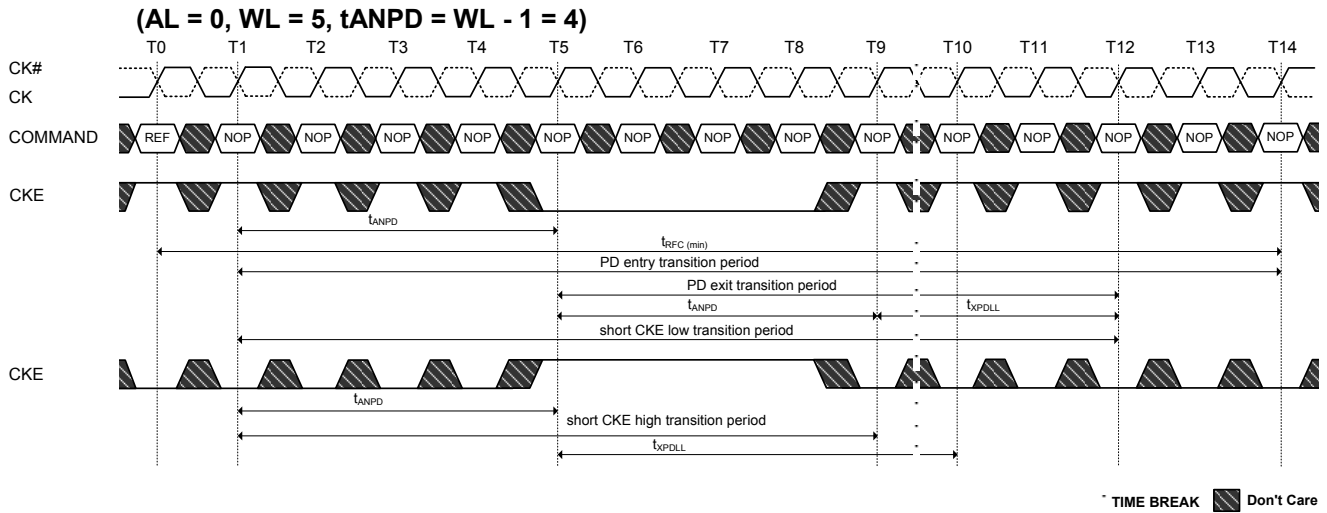 (AL = 0, WL = 5, tANPD = WL - 1 = 4)
T0 T1 T2 T3 T4 T5 T6 T7 T8 T9 T10 T11 T12 T13 T14
CK#
CK
COMMAND REF NOP NOP NOP NOP NOP NOP NOP NOP NOP NOP NOP NOP NOP NOP
CKE
tANPD
tRFC (min)
PD entry transition period
PD exit transition period
tANPD tXPDLL
short CKE low transition period
CKE
tANPD
short CKE high transition period
tXPDLL
TIME BREAK Don't Care